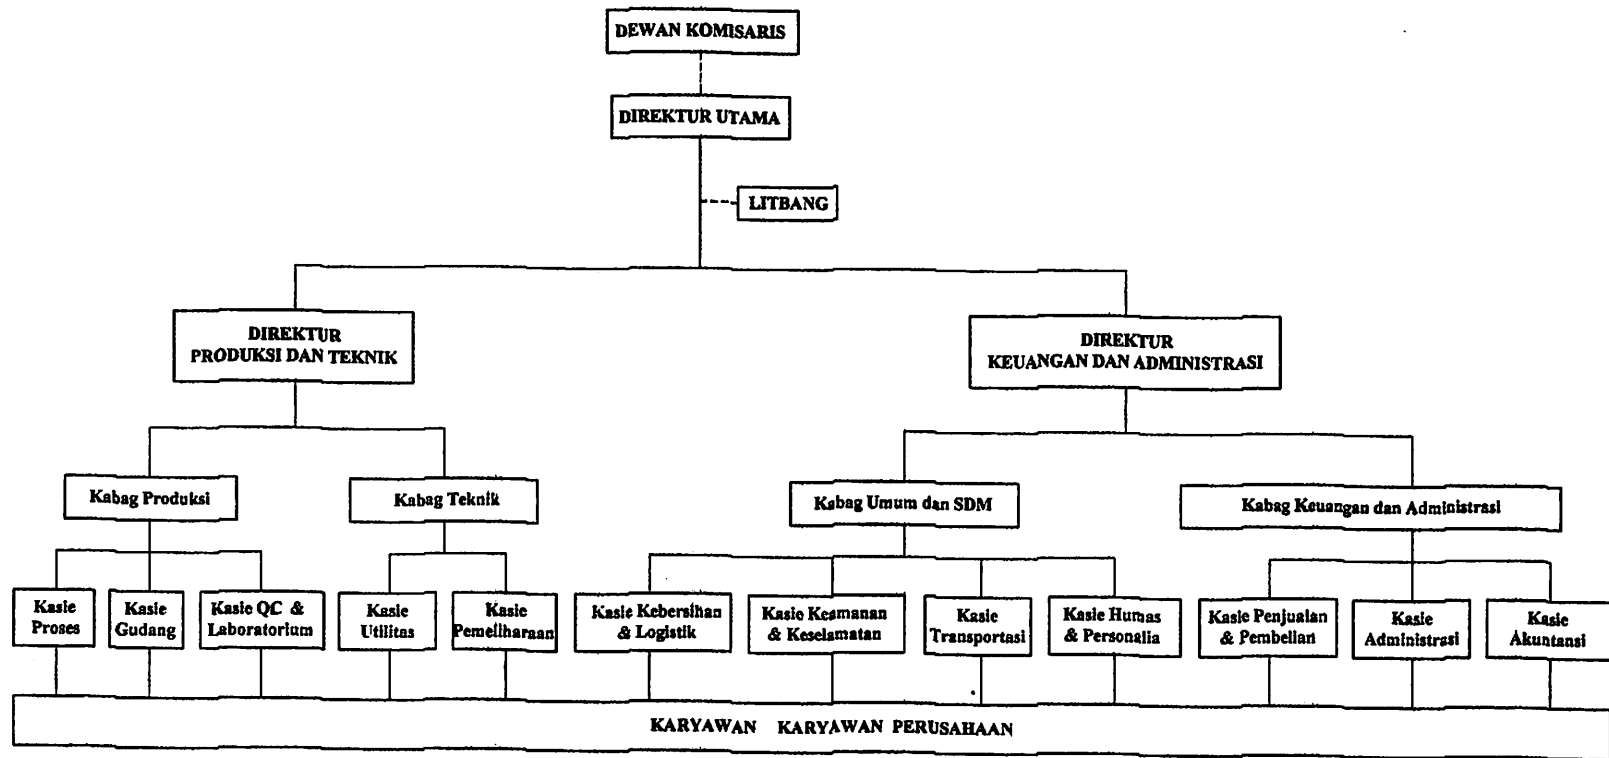 DEWAN KOMISARIS
DIREKTUR UTAMA
LITBANG
DIREKTUR
PRODUKSI DAN TEKNIK
DIREKTUR
KEUANGAN DAN ADMINISTRASI
Kabag Produksi
Kabag Teknik
Kabag Umum dan SDM
Kabag Keuangan dan Administrasi
Kasie
Proses
Kasie
Gudang
Kasie QC &
Laboratorium
Kasie
Utilitas
Kasie
Pemeliharaan
Kasie Kebersihan
& Logistik
Kasie Keamanan
& Keselamatan
Kasie
Transportasi
Kasie Humas
& Personalia
Kasie Penjualan
& Pembelian
Kasie
Administrasi
Kasie
Akuntansi
KARYAWAN KARYAWAN PERUSAHAAN